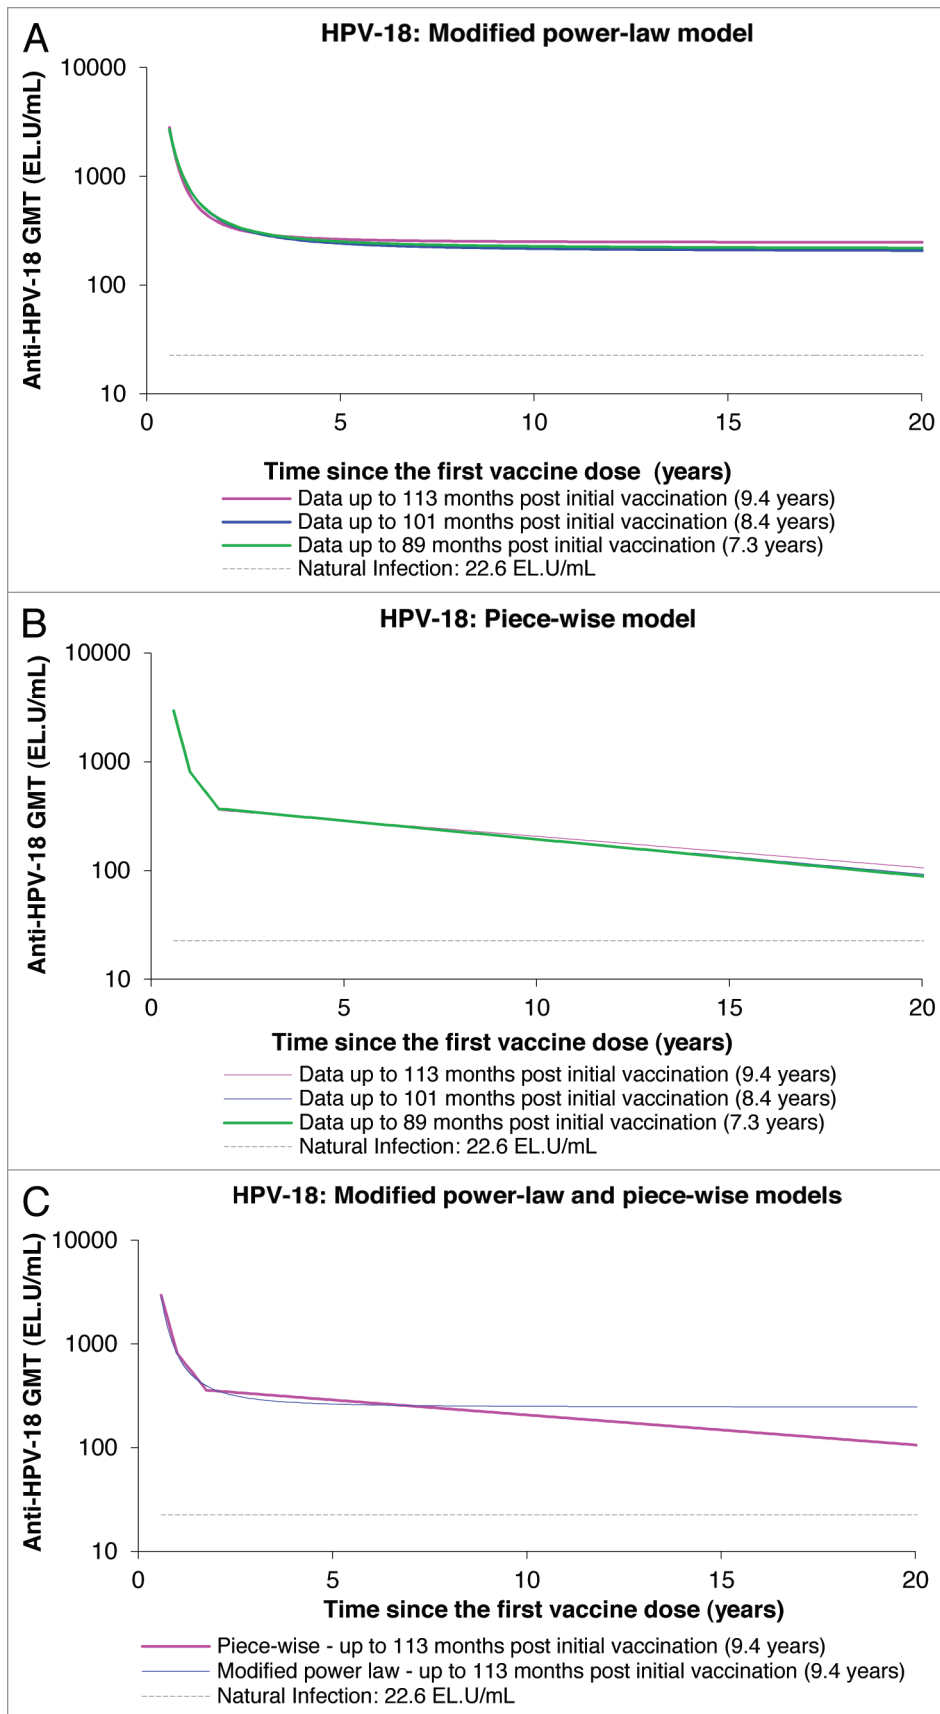 A
HPV-18: Modified power-law model
Anti-HPV-18 GMT (EL.U/mL)
10000
1000
100
10
0 5 10 15 20
Time since the first vaccine dose (years)
Data up to 113 months post initial vaccination (9.4 years)
Data up to 101 months post initial vaccination (8.4 years)
Data up to 89 months post initial vaccination (7.3 years)
Natural Infection: 22.6 EL.U/mL
B
HPV-18: Piece-wise model
Anti-HPV-18 GMT (EL.U/mL)
10000
1000
100
10
0 5 10 15 20
Time since the first vaccine dose (years)
Data up to 113 months post initial vaccination (9.4 years)
Data up to 101 months post initial vaccination (8.4 years)
Data up to 89 months post initial vaccination (7.3 years)
Natural Infection: 22.6 EL.U/mL
C
HPV-18: Modified power-law and piece-wise models
Anti-HPV-18 GMT (EL.U/mL)
10000
1000
100
10
0 5 10 15 20
Time since the first vaccine dose (years)
Piece-wise - up to 113 months post initial vaccination (9.4 years)
Modified power law - up to 113 months post initial vaccination (9.4 years)
Natural Infection: 22.6 EL.U/mL